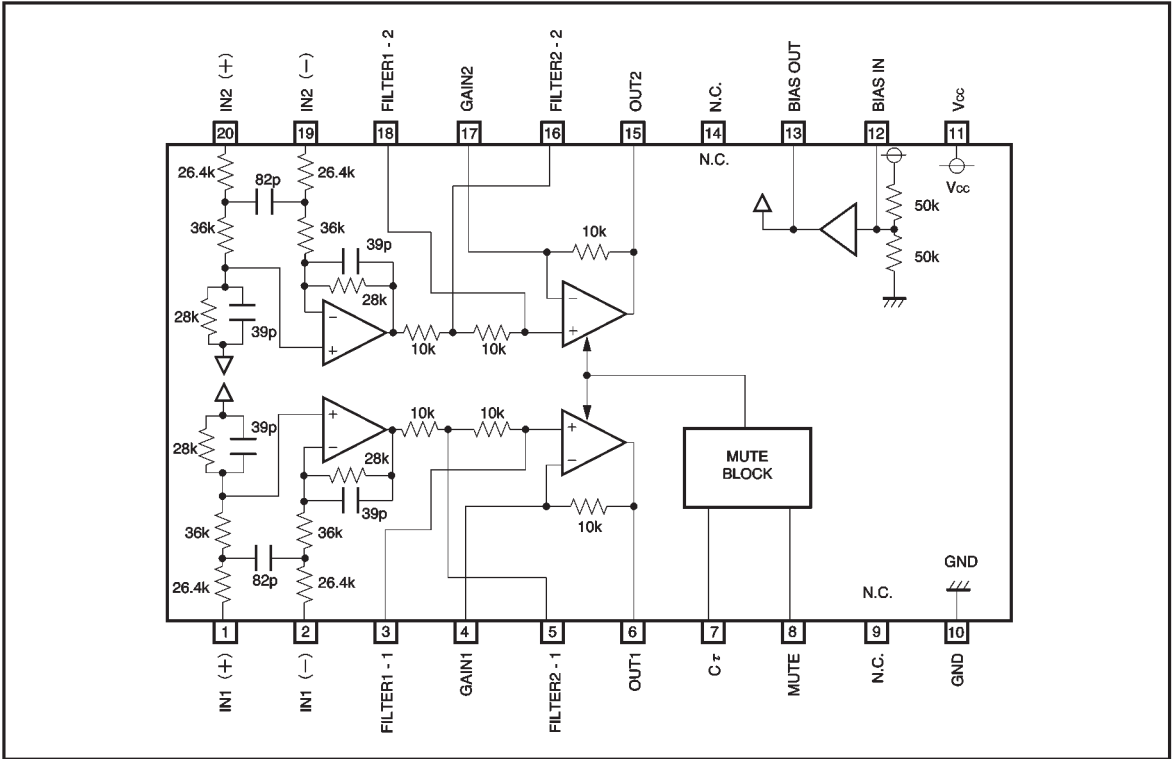 IN2 (+)
IN2 (−)
FILTER1 - 2
GAIN2
FILTER2 - 2
OUT2
N.C.
BIAS OUT
BIAS IN
Vcc
20
19
18
17
16
15
14
13
12
11
N.C.
Vcc
26.4k
82p
26.4k
50k
36k
36k
39p
10k
50k
28k
28k
39p
10k
10k
−
+
−
+
39p
28k
+
−
10k
10k
28k
39p
+
−
10k
MUTE
BLOCK
36k
36k
82p
26.4k
26.4k
GND
N.C.
1
2
3
4
5
6
7
8
9
10
IN1 (+)
IN1 (−)
FILTER1 - 1
GAIN1
FILTER2 - 1
OUT1
C τ
MUTE
N.C.
GND